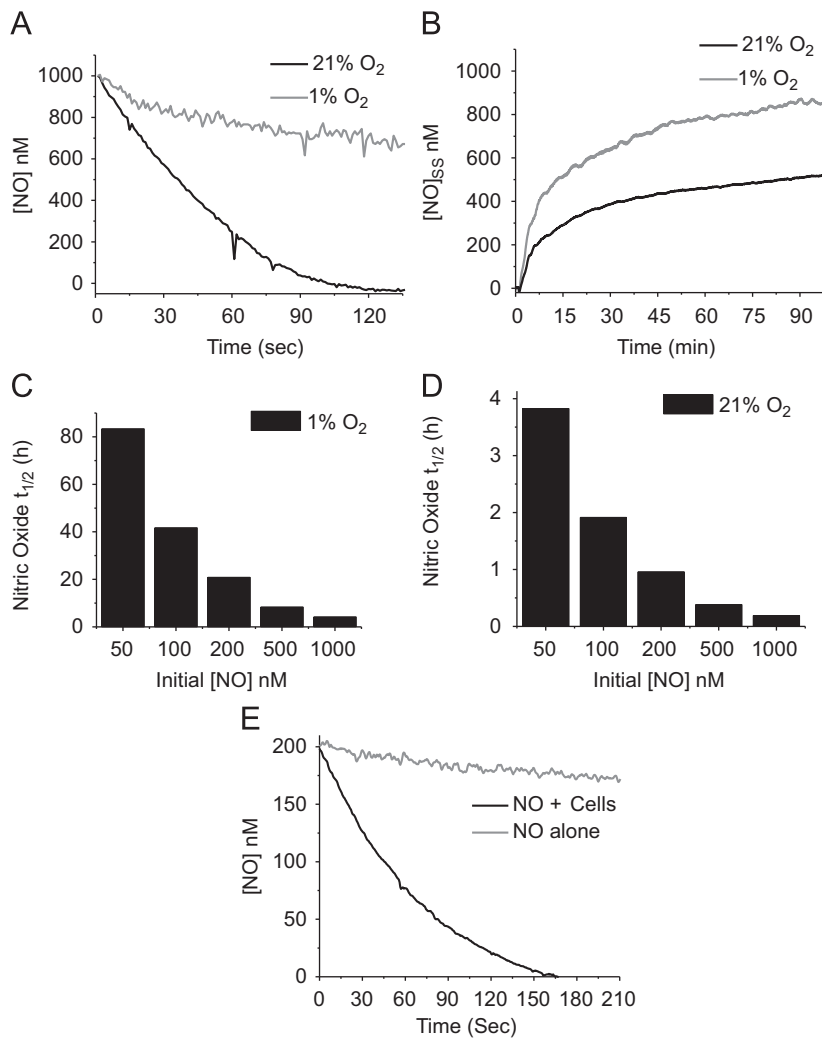 A
[NO] nM
1000
800
600
400
200
0
21% O₂
1% O₂
0 30 60 90 120
Time (sec)
B
[NO]SS nM
1000
800
600
400
200
0
21% O₂
1% O₂
0 15 30 45 60 75 90
Time (min)
C
Nitric Oxide t1/2 (h)
80
60
40
20
0
1% O₂
50 100 200 500 1000
Initial [NO] nM
D
Nitric Oxide t1/2 (h)
4
3
2
1
0
21% O₂
50 100 200 500 1000
Initial [NO] nM
E
[NO] nM
200
150
100
50
0
NO + Cells
NO alone
0 30 60 90 120 150 180 210
Time (Sec)